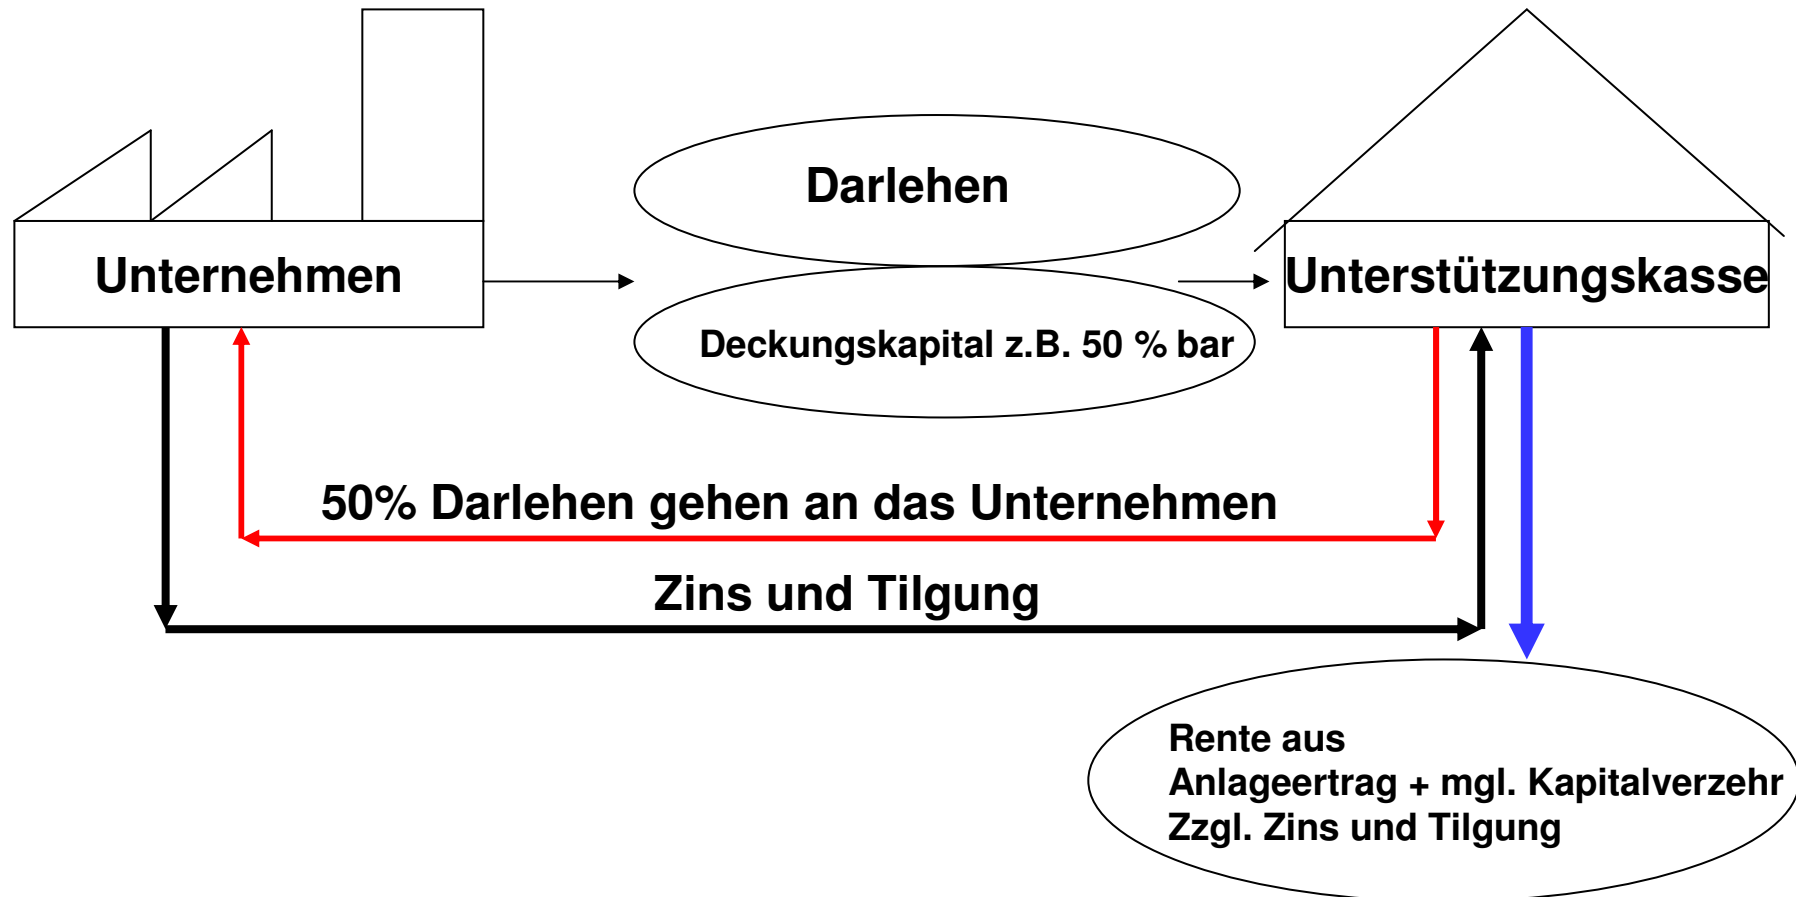 Darlehen
Unternehmen
Unterstützungskasse
Deckungskapital z.B. 50 % bar
50% Darlehen gehen an das Unternehmen
Zins und Tilgung
Rente aus
Anlageertrag + mgl. Kapitalverzehr
Zzgl. Zins und Tilgung